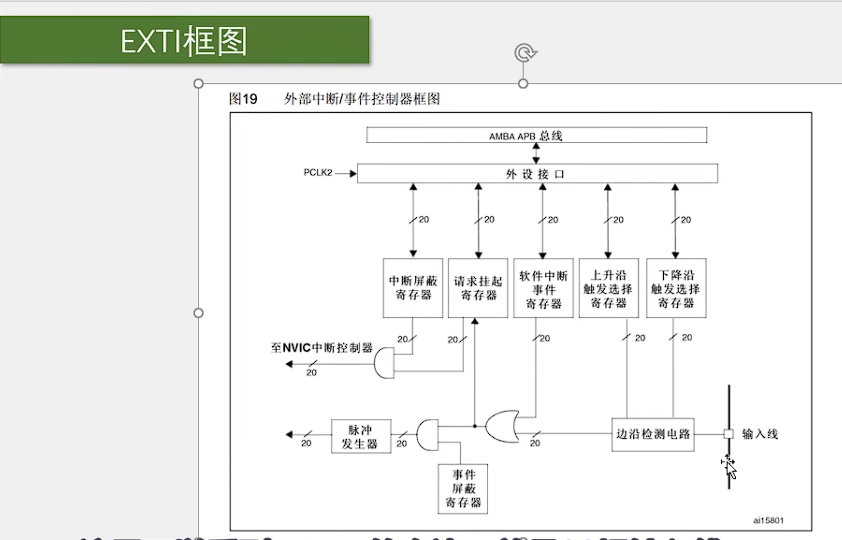 EXTI框图
图19 外部中断/事件控制器框图
AMBA APB 总线
PCLK2
外设接口
20 20 20 20 20
中断屏蔽
寄存器
请求挂起
寄存器
软件中断
事件
寄存器
上升沿
触发选择
寄存器
下降沿
触发选择
寄存器
20 20 20 20 20
至NVIC中断控制器
20
脉冲
发生器
边沿检测电路
输入线
20 20 20
事件
屏蔽
寄存器
ai15801